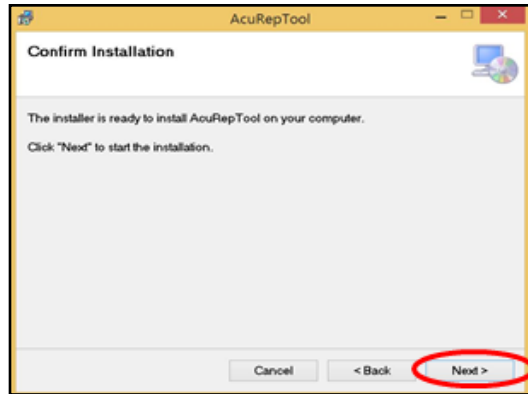 AcuRepTool
Confirm Installation
The installer is ready to install AcuRepTool on your computer.
Click "Next" to start the installation.
Cancel
< Back
Next >